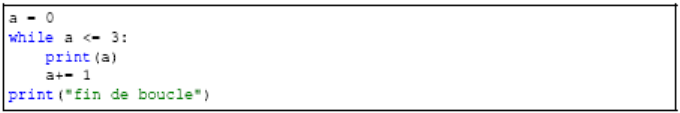 a = 0
while a <= 3:
    print(a)
    a+= 1
print("fin de boucle")